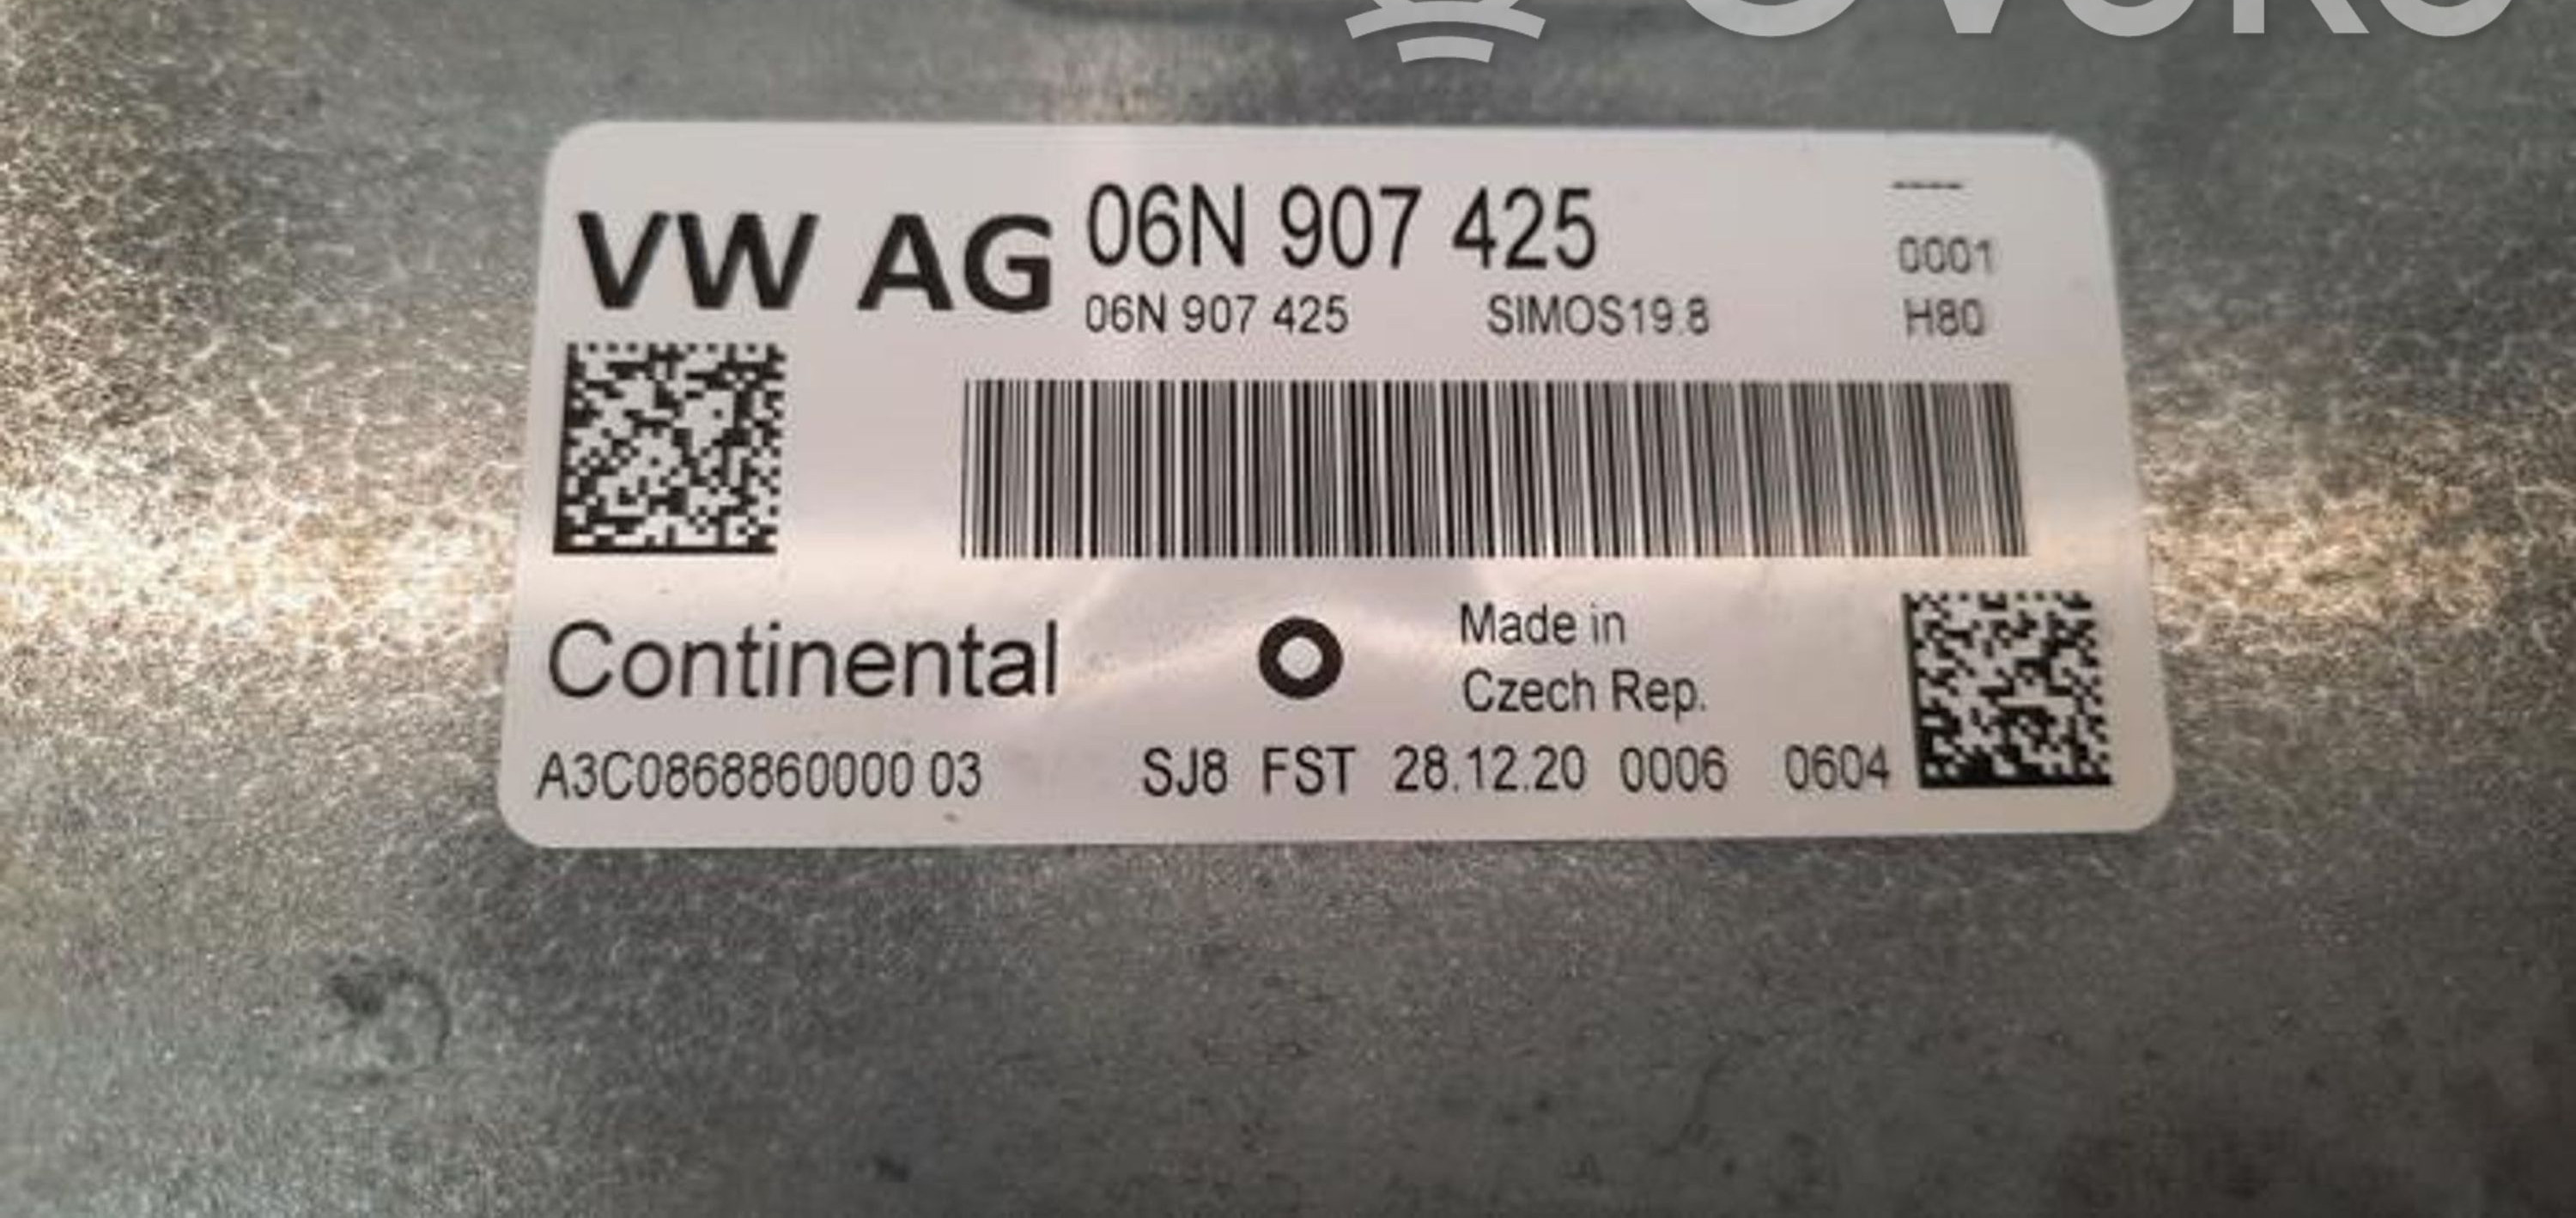 VW AG 06N 907 425 ----
0001
06N 907 425 SIMOS19.8 H80
Continental
Made in
Czech Rep.
A3C0868860000 03 SJ8 FST 28.12.20 0006 0604